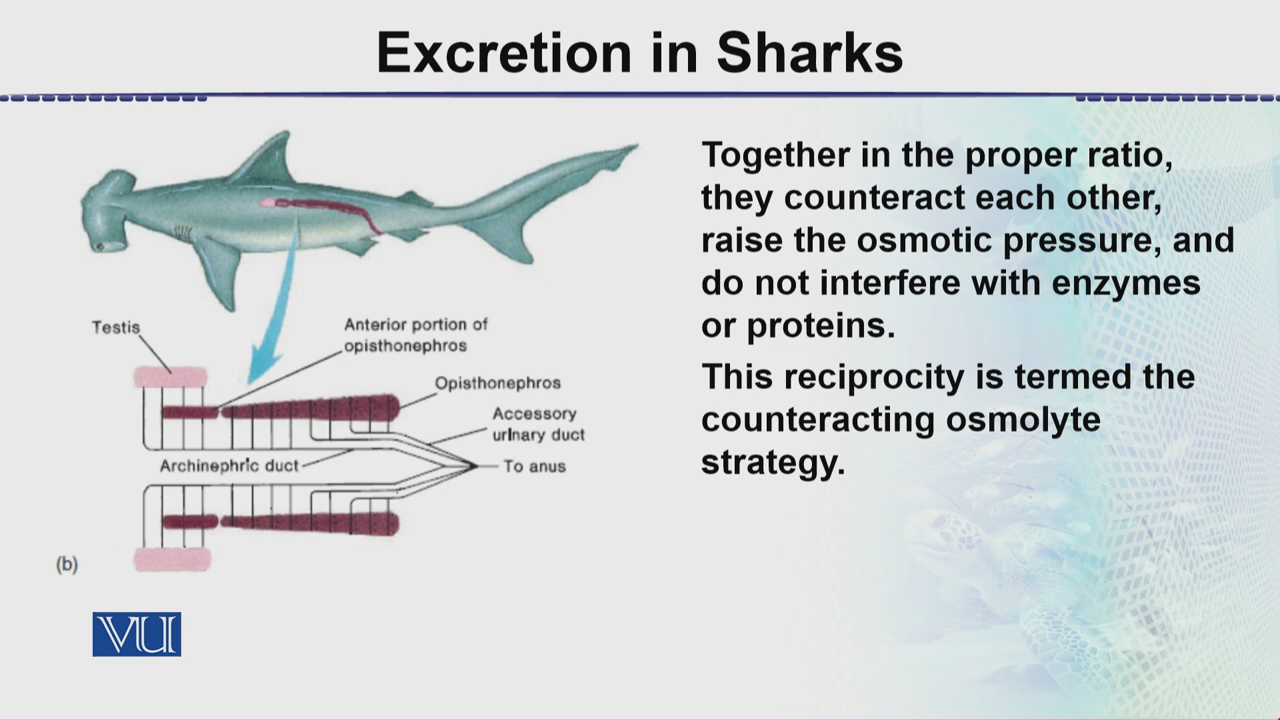 Excretion in Sharks
Together in the proper ratio,
they counteract each other,
raise the osmotic pressure, and
do not interfere with enzymes
or proteins.
This reciprocity is termed the
counteracting osmolyte
strategy.
Testis
Anterior portion of
opisthonephros
Opisthonephros
Accessory
urinary duct
Archinephric duct
To anus
(b)
VU